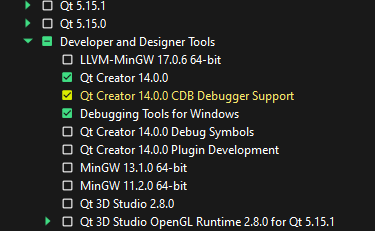 Qt 5.15.1
Qt 5.15.0
Developer and Designer Tools
LLVM-MinGW 17.0.6 64-bit
Qt Creator 14.0.0
Qt Creator 14.0.0 CDB Debugger Support
Debugging Tools for Windows
Qt Creator 14.0.0 Debug Symbols
Qt Creator 14.0.0 Plugin Development
MinGW 13.1.0 64-bit
MinGW 11.2.0 64-bit
Qt 3D Studio 2.8.0
Qt 3D Studio OpenGL Runtime 2.8.0 for Qt 5.15.1